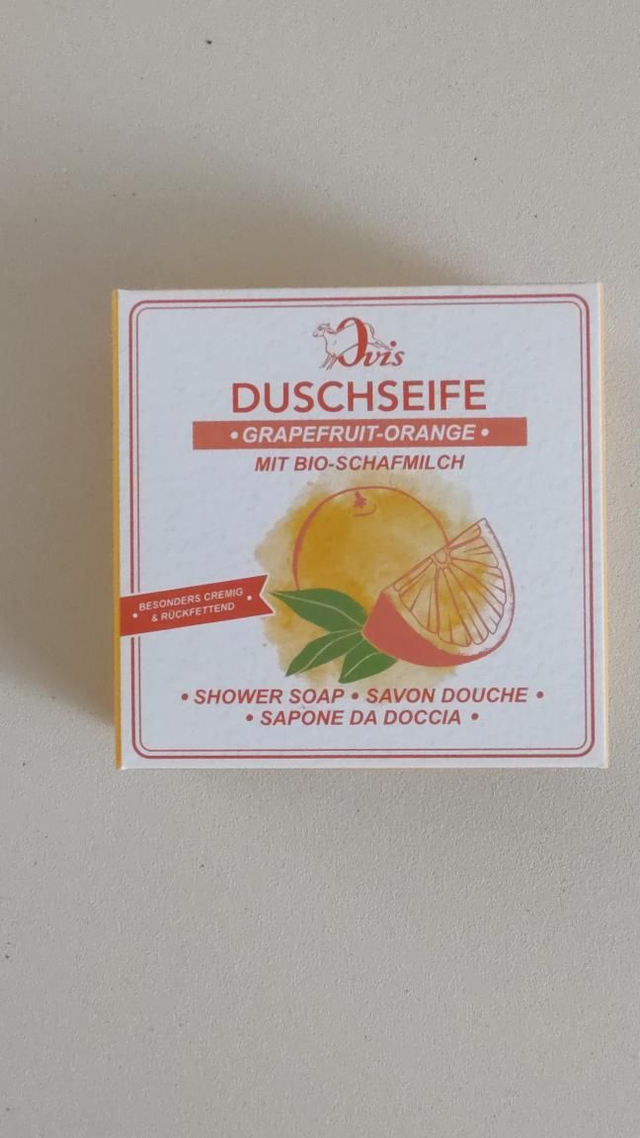 Ovis
DUSCHSEIFE
• GRAPEFRUIT-ORANGE •
MIT BIO-SCHAFMILCH
• BESONDERS CREMIG •
& RÜCKFETTEND
• SHOWER SOAP • SAVON DOUCHE •
• SAPONE DA DOCCIA •